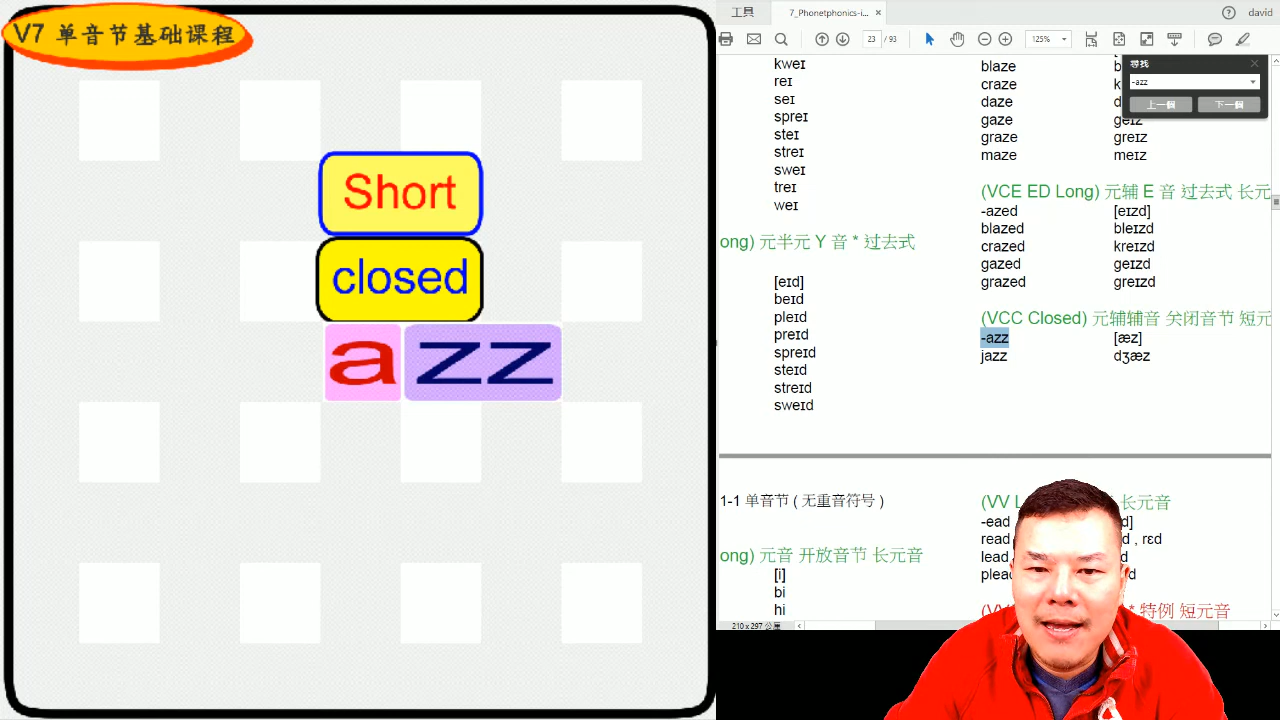 V7 单音节基础课程
Short
closed
a zz
工具
7_Phonetphonics-i... ×
david
23 / 93
125%
寻找
-azz
上一個
下一個
kweɪ
reɪ
seɪ
spreɪ
steɪ
streɪ
sweɪ
treɪ
weɪ
ong) 元半元 Y 音 * 过去式
[eɪd]
beɪd
pleɪd
preɪd
spreɪd
steɪd
streɪd
sweɪd
blaze
craze
daze
gaze geɪz
graze greɪz
maze meɪz
(VCE ED Long) 元辅 E 音 过去式 长元
-azed [eɪzd]
blazed bleɪzd
crazed kreɪzd
gazed geɪzd
grazed greɪzd
(VCC Closed) 元辅辅音 关闭音节 短元
-azz [æz]
jazz dʒæz
1-1 单音节 ( 无重音符号 )
ong) 元音 开放音节 长元音
[i]
bi
hi
(VV L 长元音
-ead d]
read d , rɛd
lead d
plead d
(VV * 特例 短元音
210 x 297 公厘